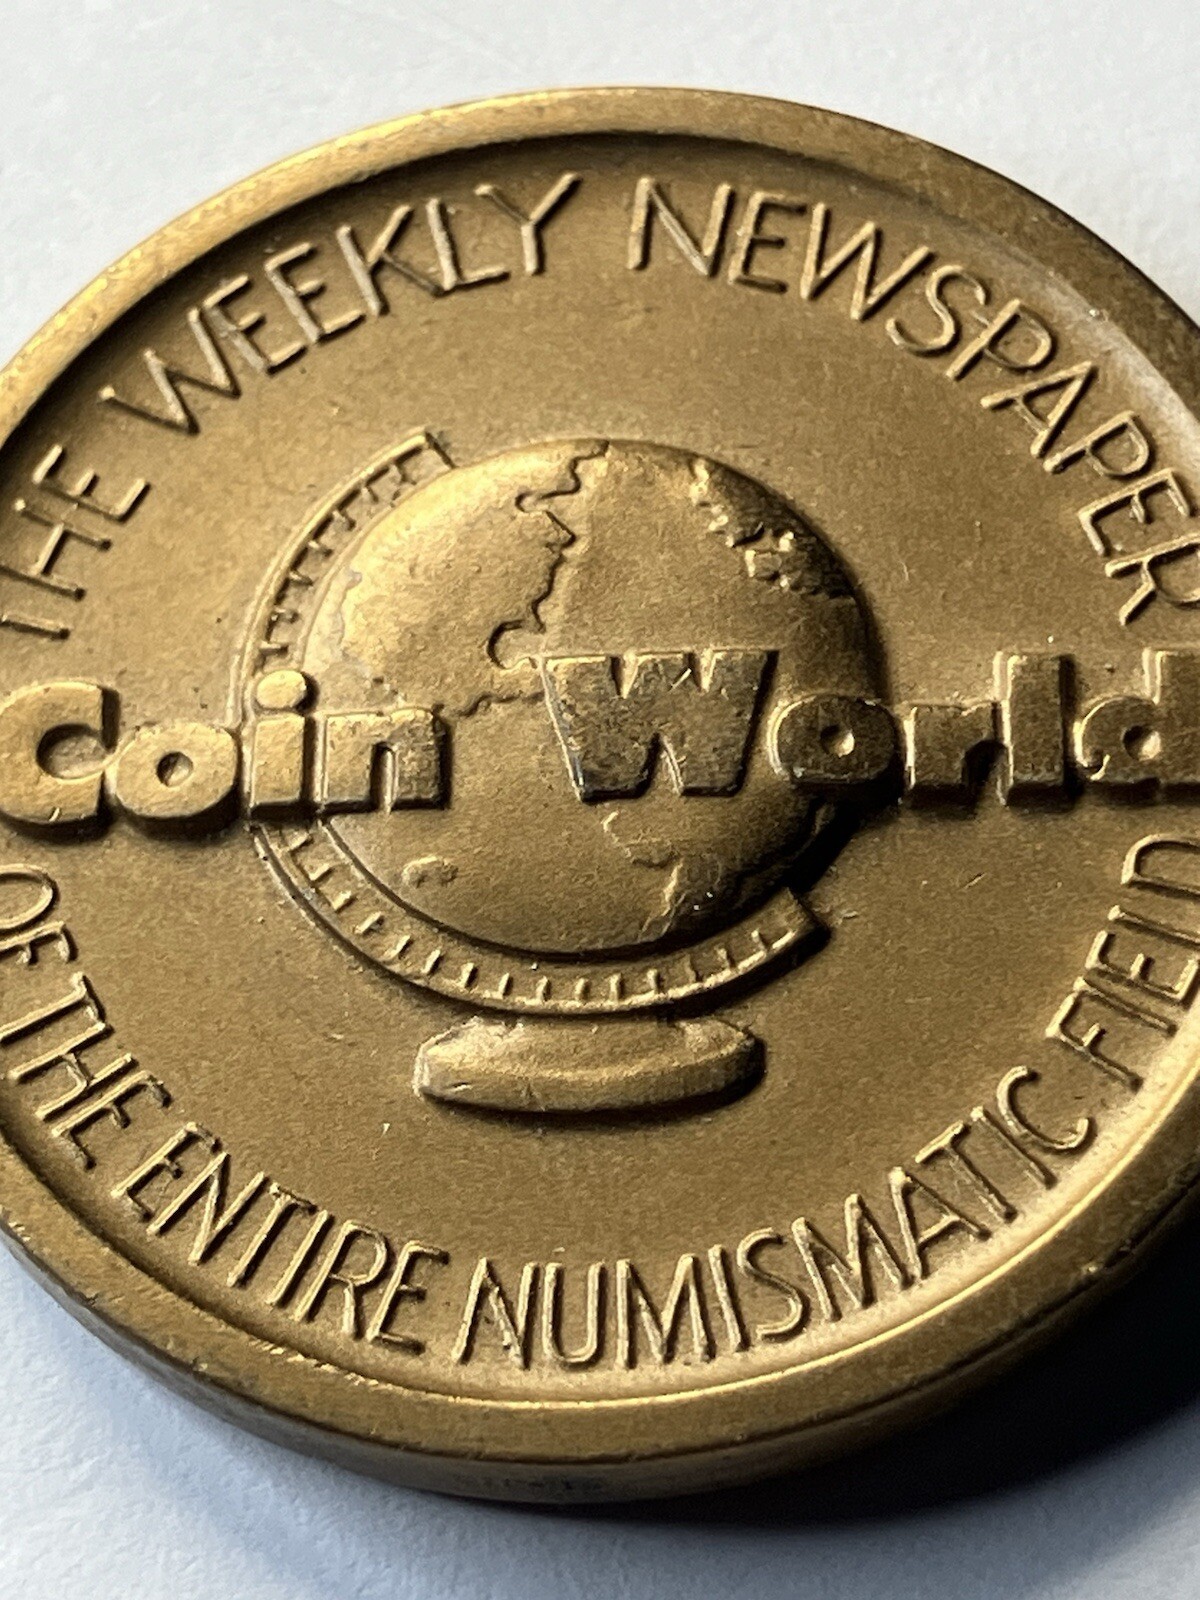 THE WEEKLY NEWSPAPER
Coin World
OF THE ENTIRE NUMISMATIC FIELD